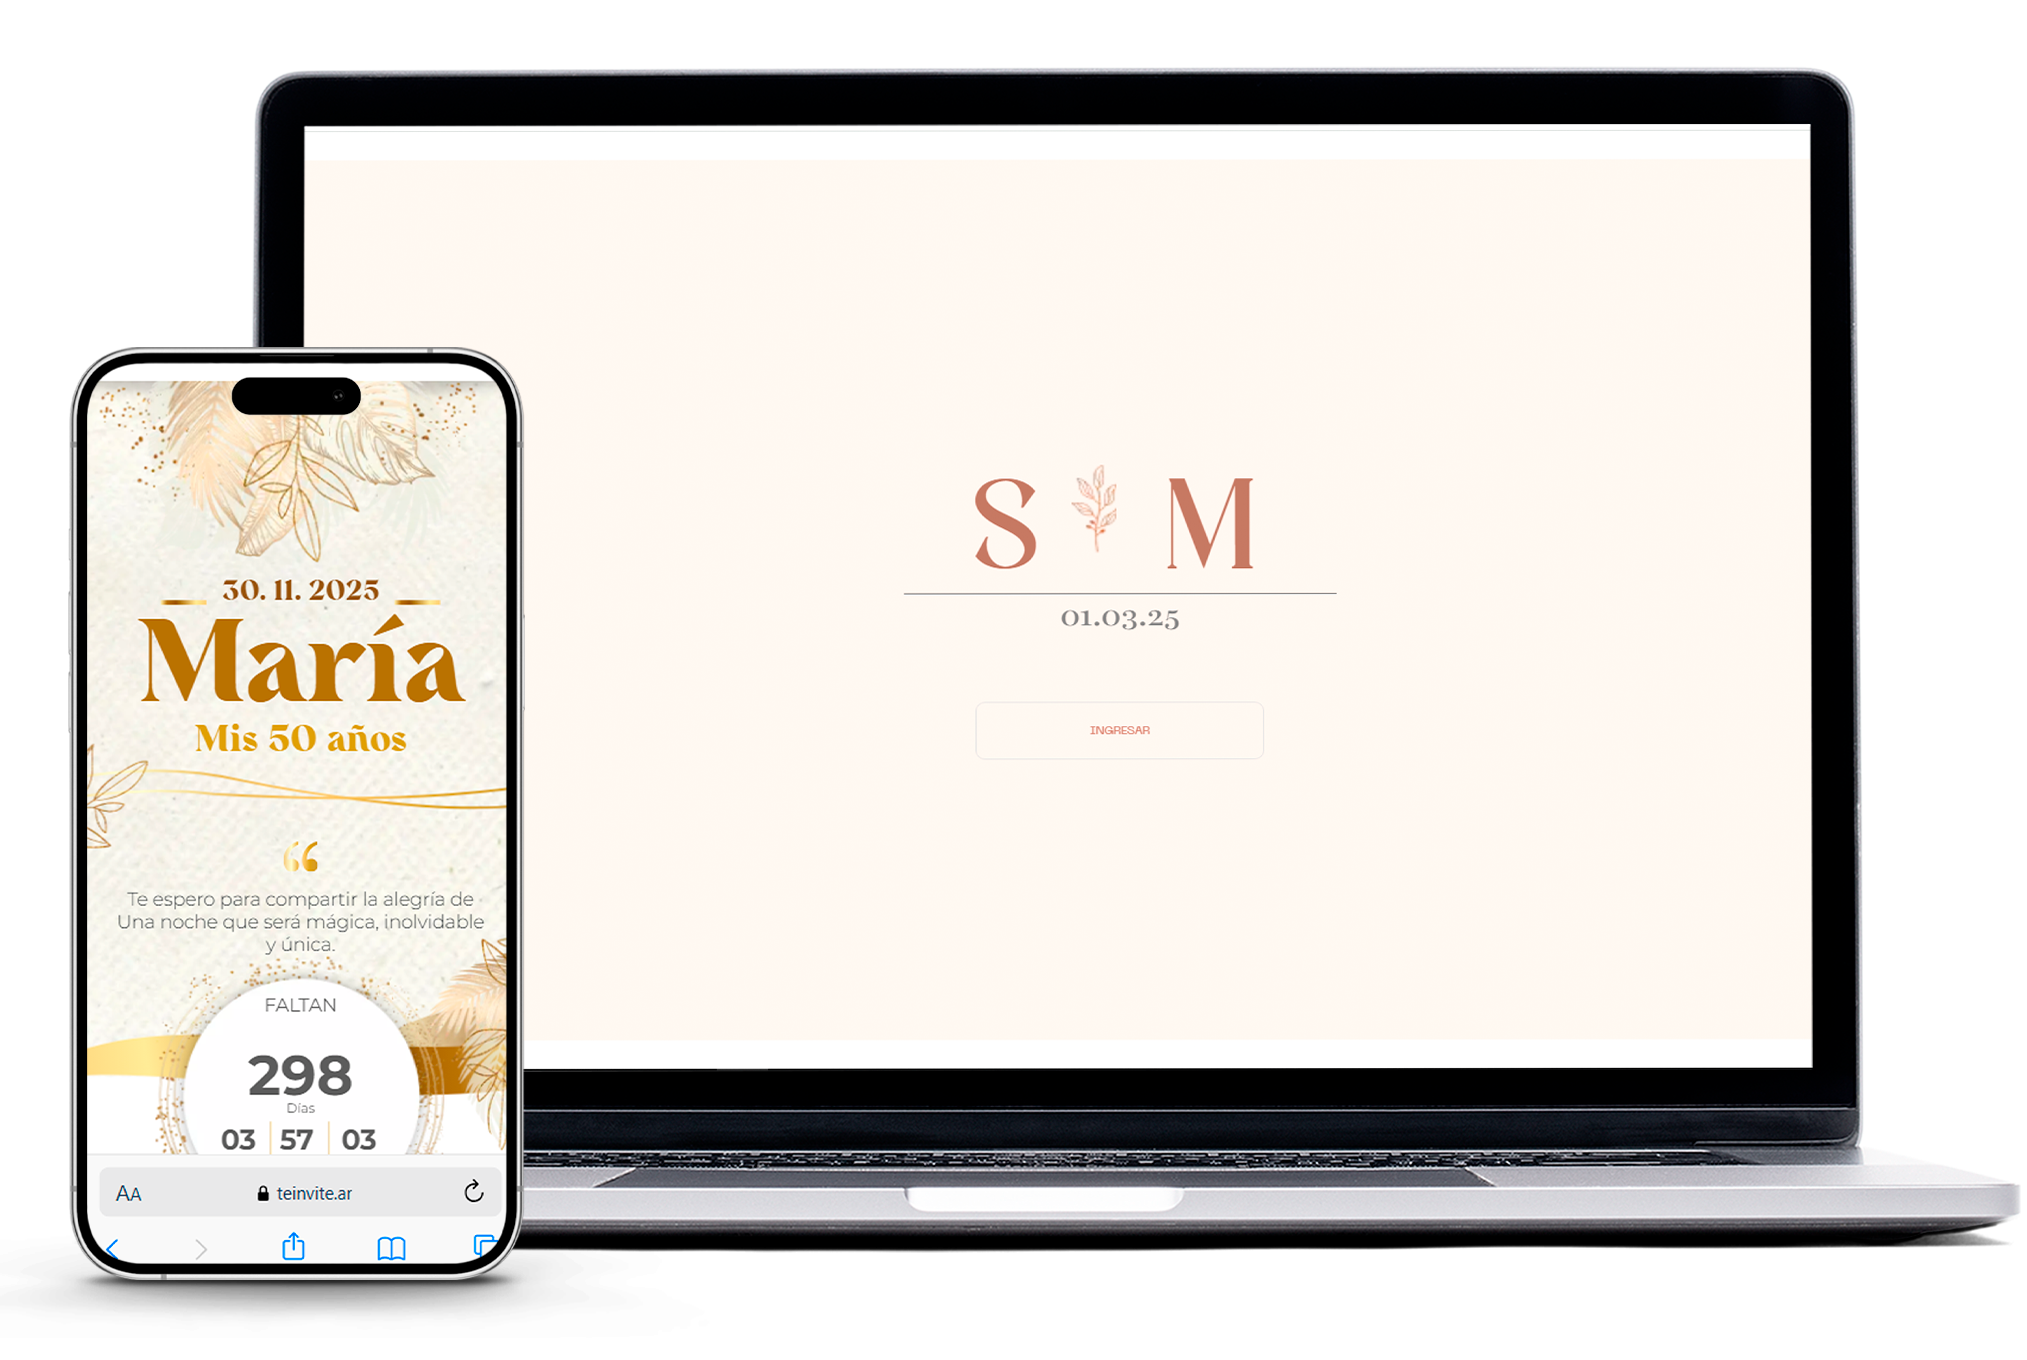 S M
01.03.25
INGRESAR
30. 11. 2025
María
Mis 50 años
“
Te espero para compartir la alegría de
Una noche que será mágica, inolvidable
y única.
FALTAN
298
Días
03 | 57 | 03
AA teinvite.ar